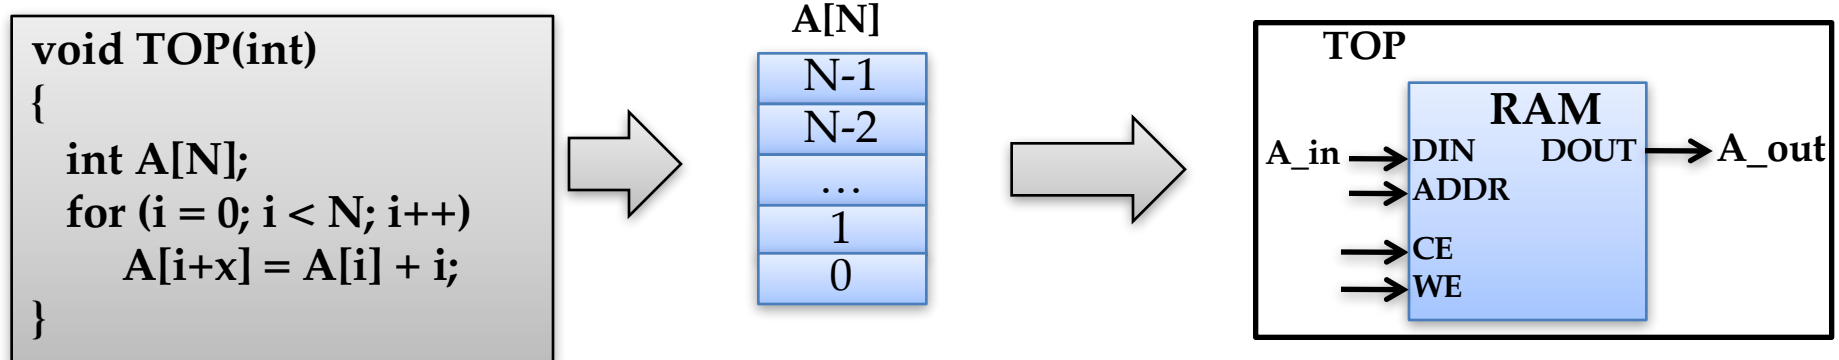 void TOP(int)
{
int A[N];
for (i = 0; i < N; i++)
A[i+x] = A[i] + i;
}
A[N]
N-1
N-2
…
1
0
TOP
RAM
A_in DIN DOUT A_out
ADDR
CE
WE